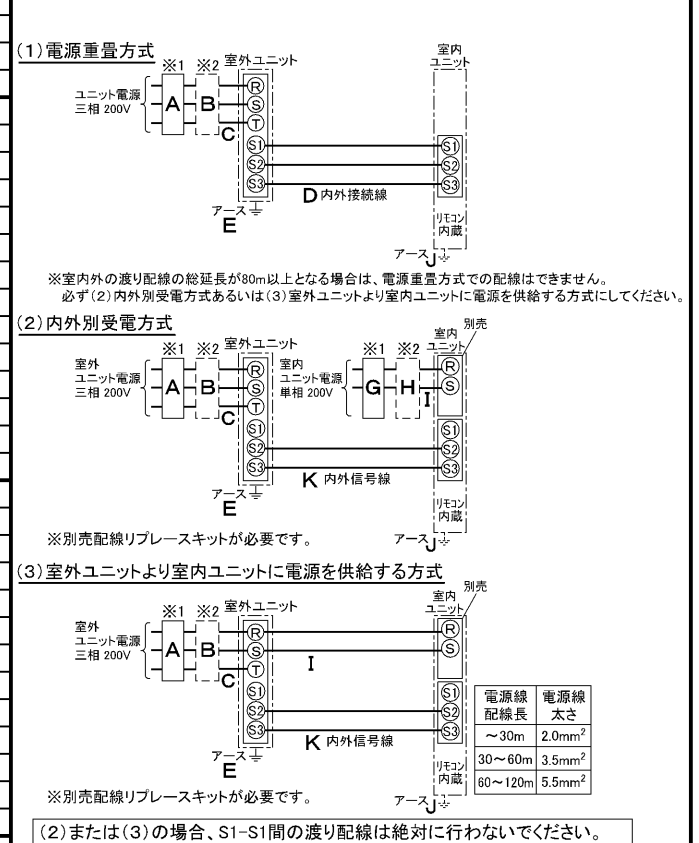 (1)電源重畳方式
※1 ※2 室外ユニット
室内
ユニット
ユニット電源
三相 200V
A B
C
R
S
T
S1
S2
S3
S1
S2
S3
D 内外接続線
アース
E
リモコン
内蔵
アース J
※室内外の渡り配線の総延長が80m以上となる場合は、電源重畳方式での配線はできません。
必ず(2)内外別受電方式あるいは(3)室外ユニットより室内ユニットに電源を供給する方式にしてください。
(2)内外別受電方式
※1 ※2 室外ユニット
室外
ユニット電源
三相 200V
A B
C
R
S
T
S1
S2
S3
※1 ※2
室内
ユニット
別売
室内
ユニット電源
単相 200V
G H
I
R
S
S1
S2
S3
K 内外信号線
アース
E
リモコン
内蔵
アース J
※別売配線リプレースキットが必要です。
(3)室外ユニットより室内ユニットに電源を供給する方式
※1 ※2 室外ユニット
室内
ユニット
別売
室外
ユニット電源
三相 200V
A B
C
R
S
T
S1
S2
S3
I
R
S
S1
S2
S3
K 内外信号線
アース
E
リモコン
内蔵
アース J
電源線 電源線
配線長 太さ
～30m 2.0mm²
30～60m 3.5mm²
60～120m 5.5mm²
※別売配線リプレースキットが必要です。
(2)または(3)の場合、S1-S1間の渡り配線は絶対に行わないでください。